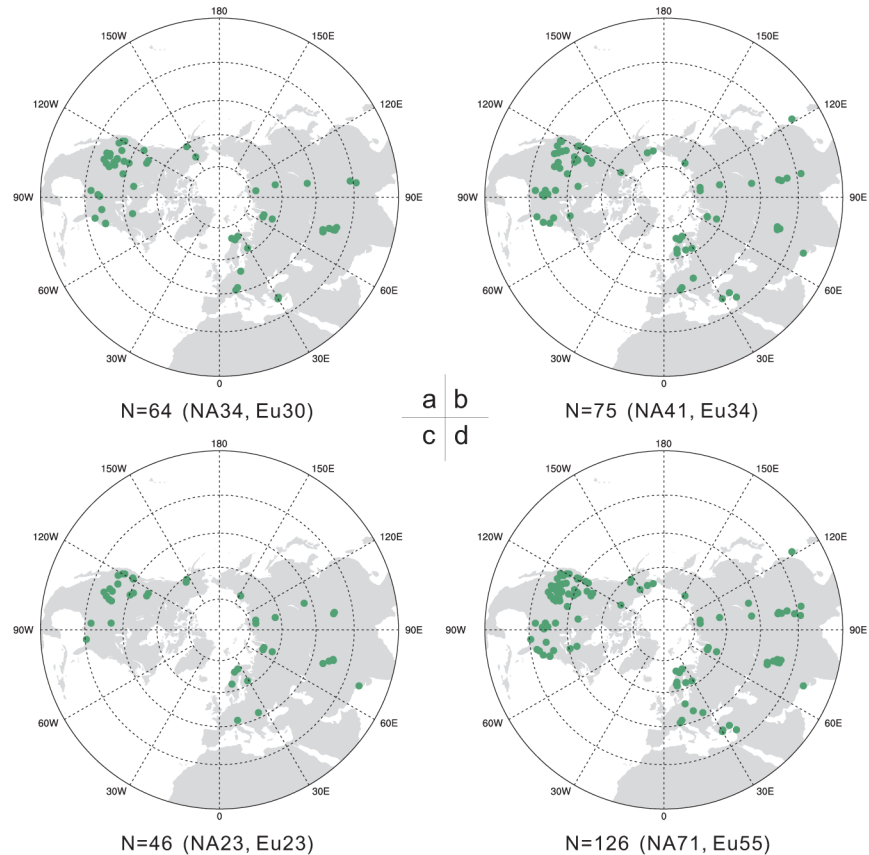 180
180
150W
150E
150W
150E
120W
120E
120W
120E
90W
90E
90W
90E
60W
60E
60W
60E
30W
30E
30W
30E
0
0
N=64 (NA34, Eu30)
a b
N=75 (NA41, Eu34)
c d
180
180
150W
150E
150W
150E
120W
120E
120W
120E
90W
90E
90W
90E
60W
60E
60W
60E
30W
30E
30W
30E
0
0
N=46 (NA23, Eu23)
N=126 (NA71, Eu55)